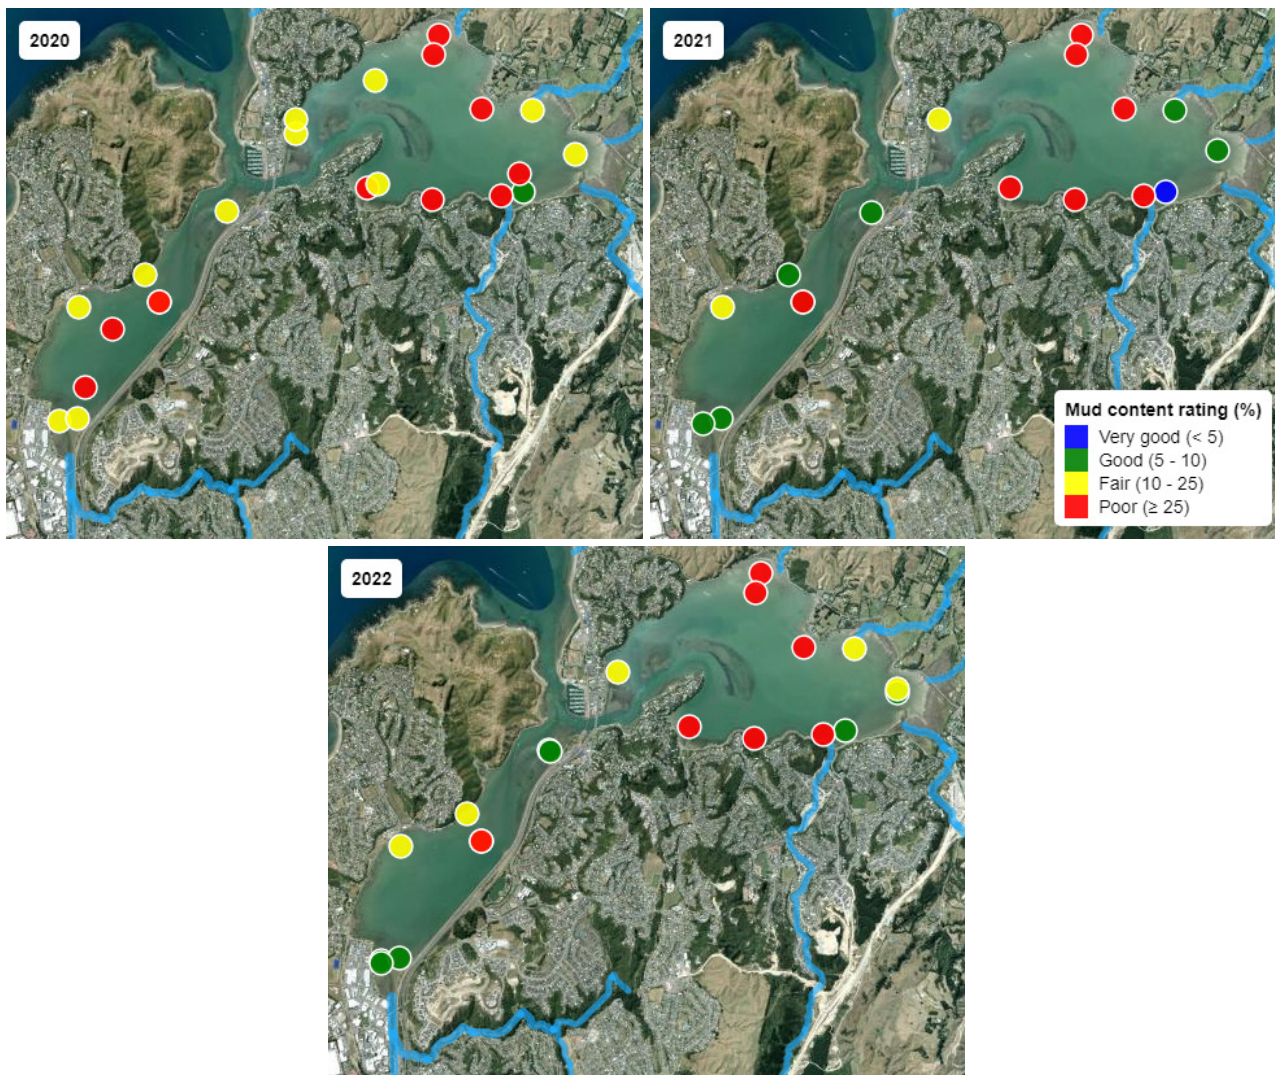 2020
2021
Mud content rating (%)
Very good (< 5)
Good (5 - 10)
Fair (10 - 25)
Poor (≥ 25)
2022